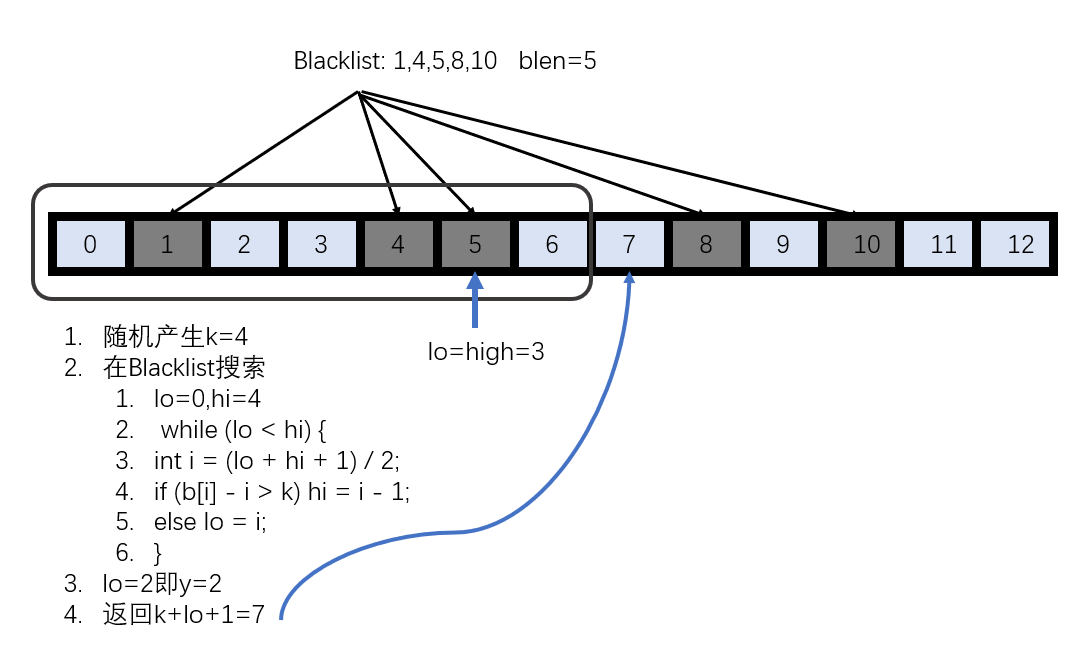 Blacklist: 1,4,5,8,10 blen=5
0 1 2 3 4 5 6 7 8 9 10 11 12
lo=high=3
1. 随机产生k=4
2. 在Blacklist搜索
1. lo=0,hi=4
2. while (lo < hi) {
3. int i = (lo + hi + 1) / 2;
4. if (b[i] - i > k) hi = i - 1;
5. else lo = i;
6. }
3. lo=2即y=2
4. 返回k+lo+1=7